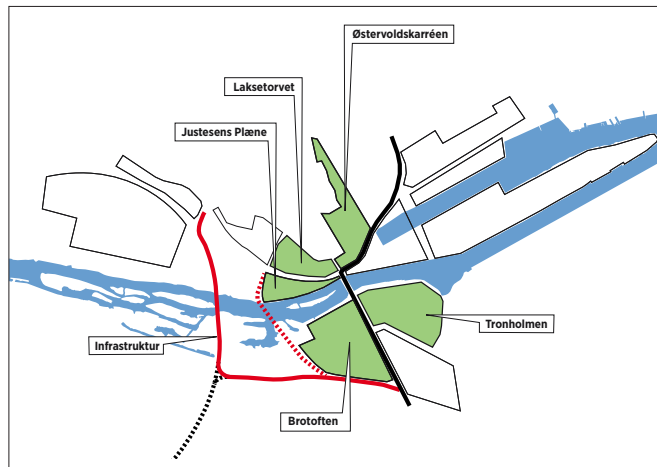 Østervoldskarréen
Laksetorvet
Justesens Plæne
Infrastruktur
Tronholmen
Brotoften